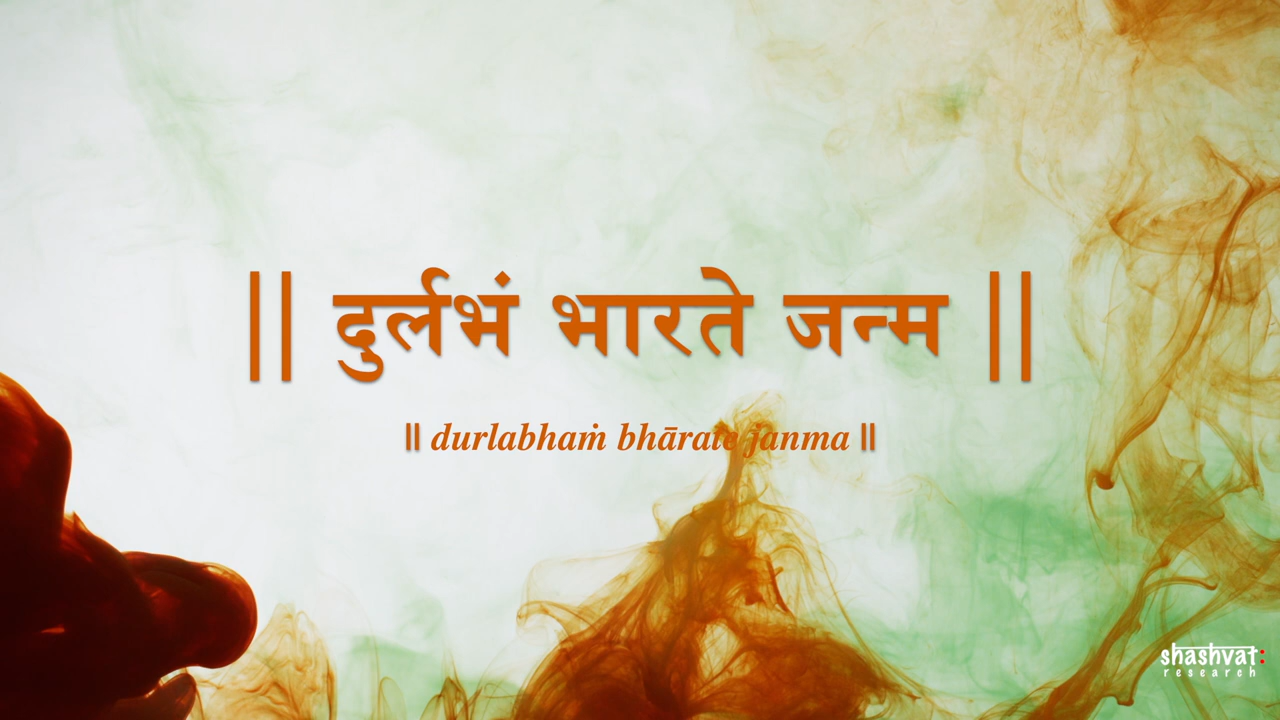 || दुर्लभं भारते जन्म ||
|| durlabhaṁ bhārate janma ||
shashvat:
research